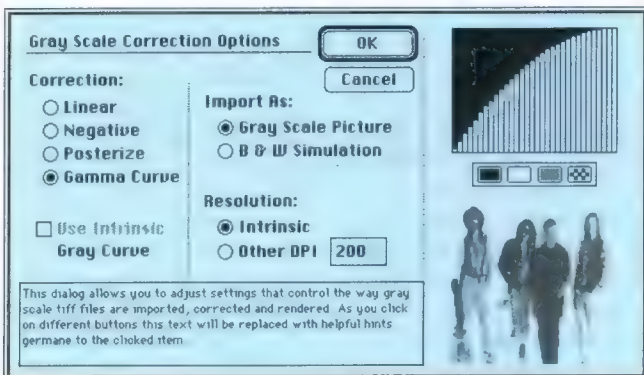 Gray Scale Correction Options
OK
Cancel
Correction:
Linear
Negative
Posterize
Gamma Curve
Use Intrinsic
Gray Curve
Import As:
Gray Scale Picture
B & W Simulation
Resolution:
Intrinsic
Other DPI 200
This dialog allows you to adjust settings that control the way gray
scale tiff files are imported, corrected and rendered. As you click
on different buttons this text will be replaced with helpful hints
germane to the clicked item